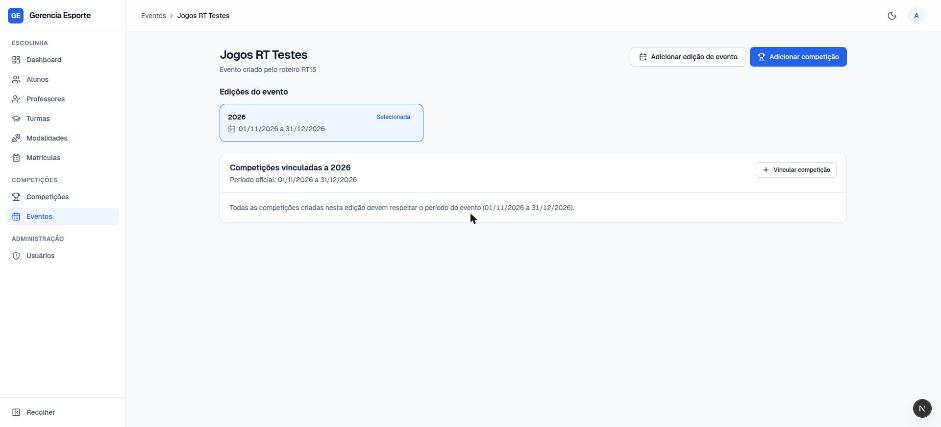 GE Gerencia Esporte
Eventos > Jogos RT Testes
A
ESCOLINHA
Dashboard
Alunos
Professores
Turmas
Modalidades
Matrículas
COMPETIÇÕES
Competições
Eventos
ADMINISTRAÇÃO
Usuários
Recolher
Jogos RT Testes
Evento criado pelo roteiro RT15
Adicionar edição de evento
Adicionar competição
Edições do evento
2026
Selecionada
01/11/2026 a 31/12/2026
Competições vinculadas a 2026
Período oficial: 01/11/2026 a 31/12/2026
Vincular competição
Todas as competições criadas nesta edição devem respeitar o período do evento (01/11/2026 a 31/12/2026).
N